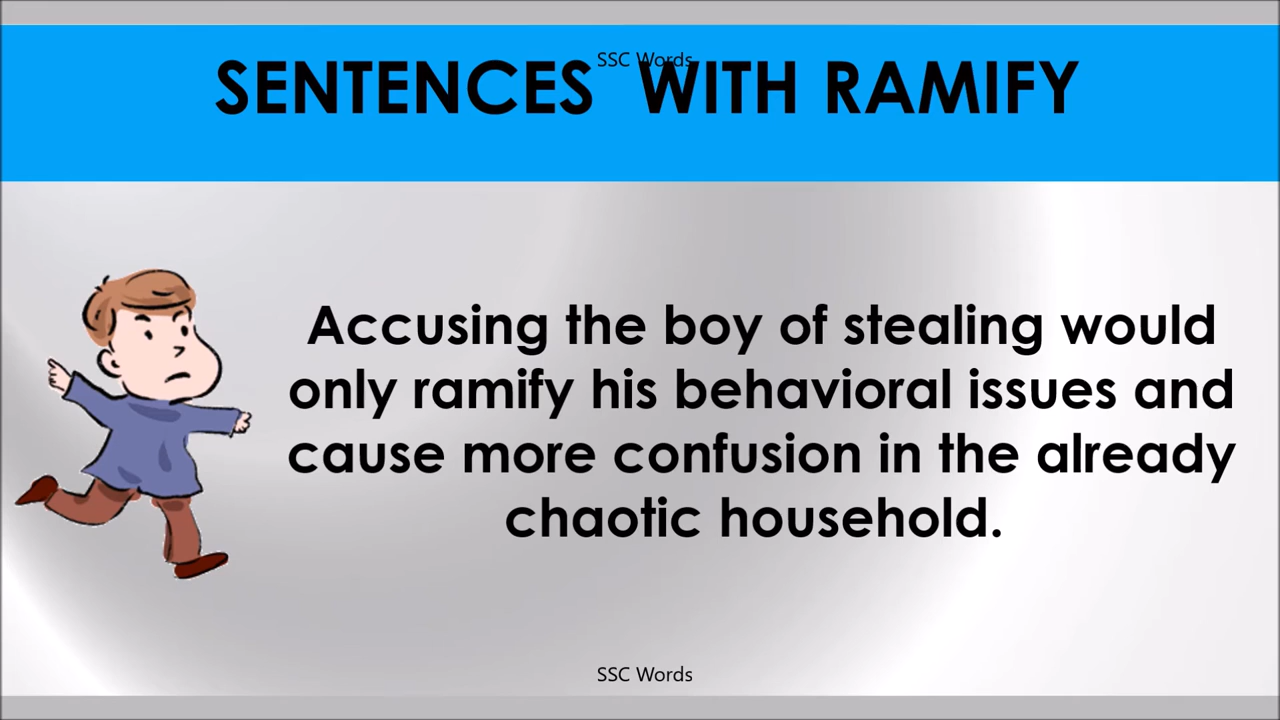 SSC Words
SENTENCES WITH RAMIFY
Accusing the boy of stealing would
only ramify his behavioral issues and
cause more confusion in the already
chaotic household.
SSC Words